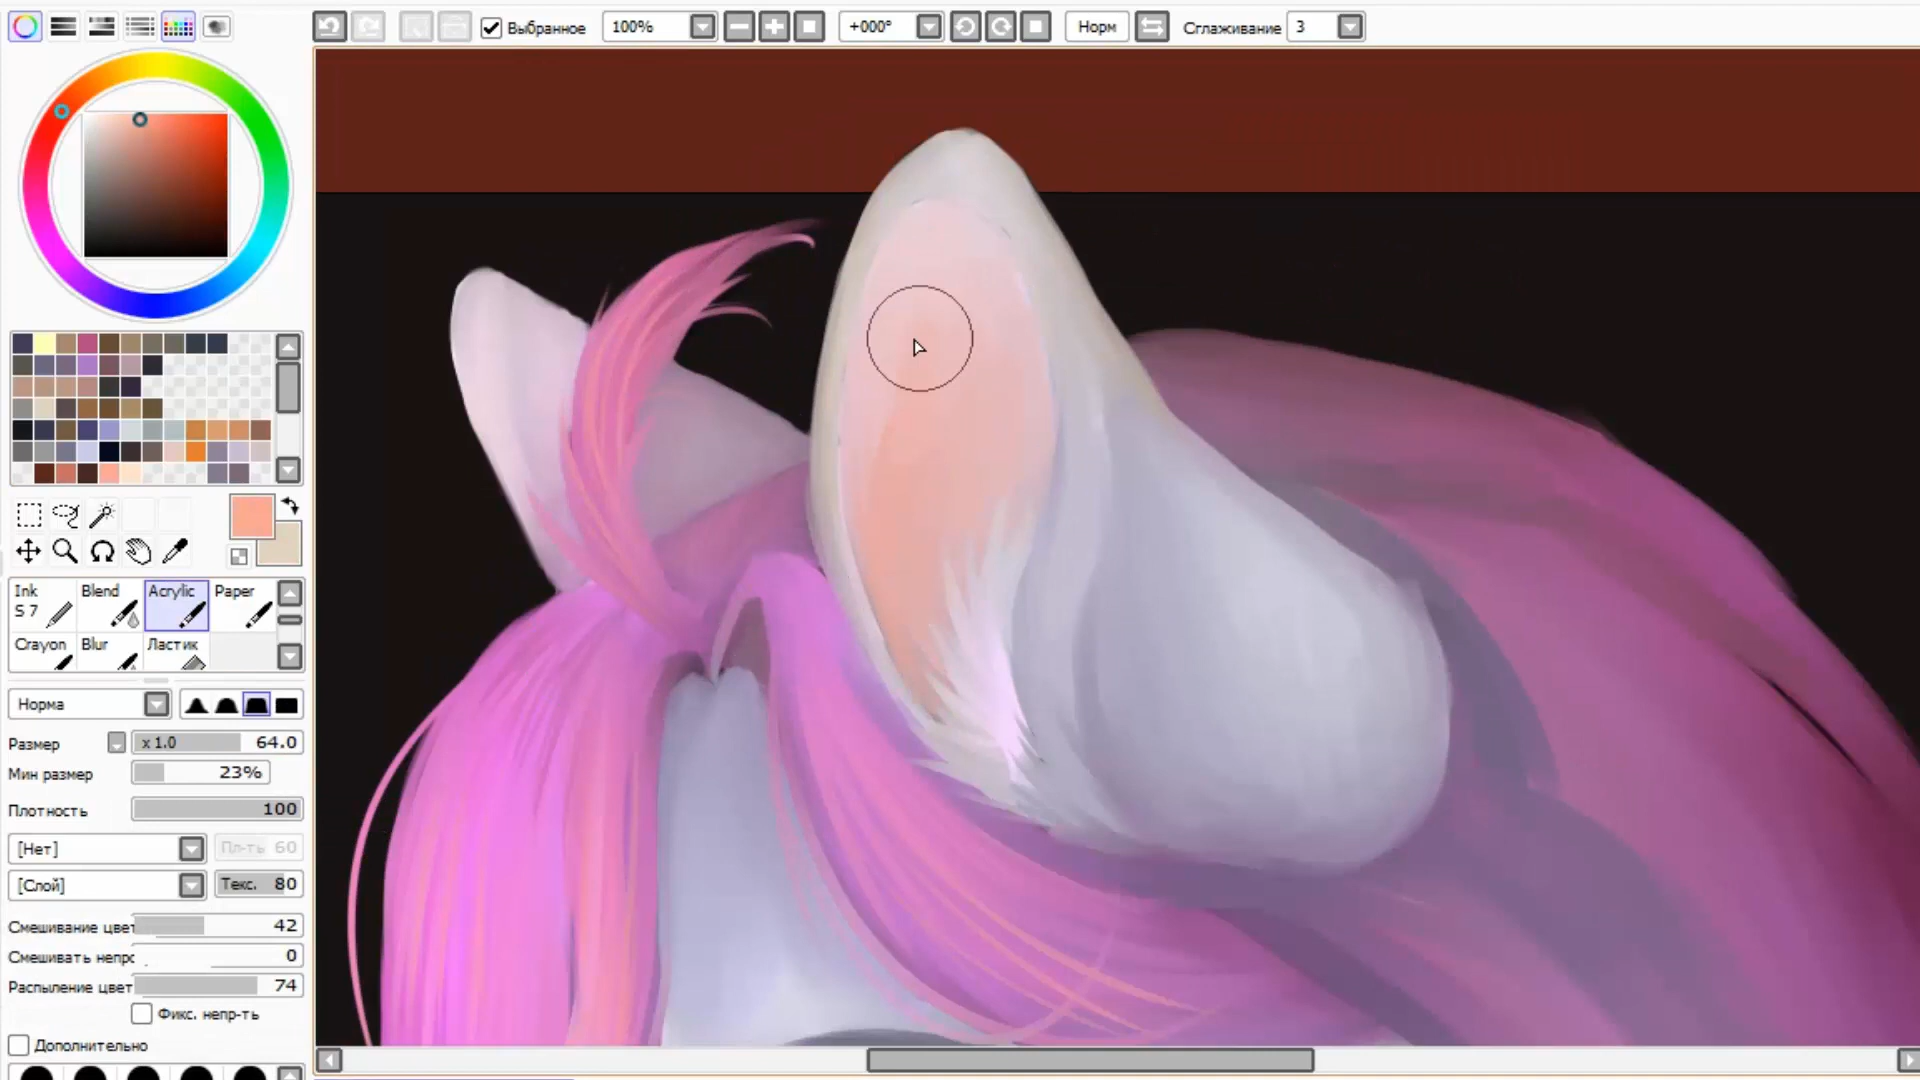 Выбранное 100% +000° Норм Сглаживание 3
Ink Blend Acrylic Paper
S 7
Crayon Blur Ластик
Норма
Размер x 1.0 64.0
Мин размер 23%
Плотность 100
[Нет] Пл-ть 60
[Слой] Текс. 80
Смешивание цвет 42
Смешивать непрс 0
Распыление цвет 74
Фикс. непр-ть
Дополнительно